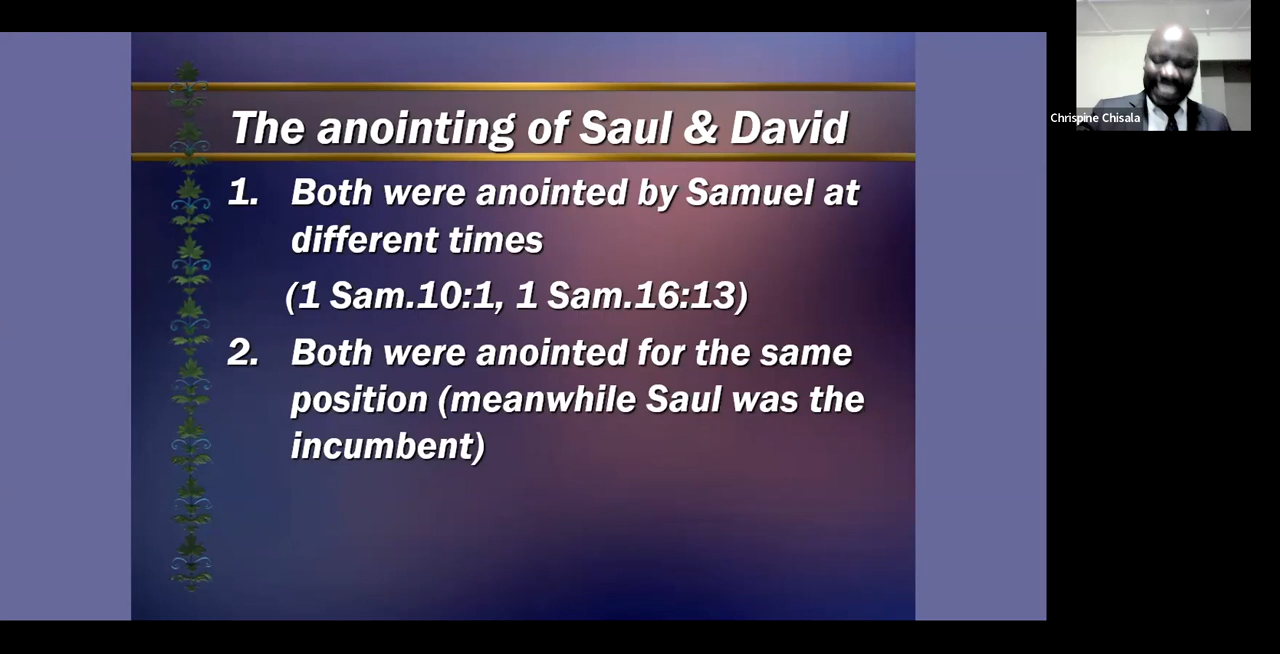 The anointing of Saul & David
1. Both were anointed by Samuel at
different times
(1 Sam.10:1, 1 Sam.16:13)
2. Both were anointed for the same
position (meanwhile Saul was the
incumbent)
Chrispine Chisala